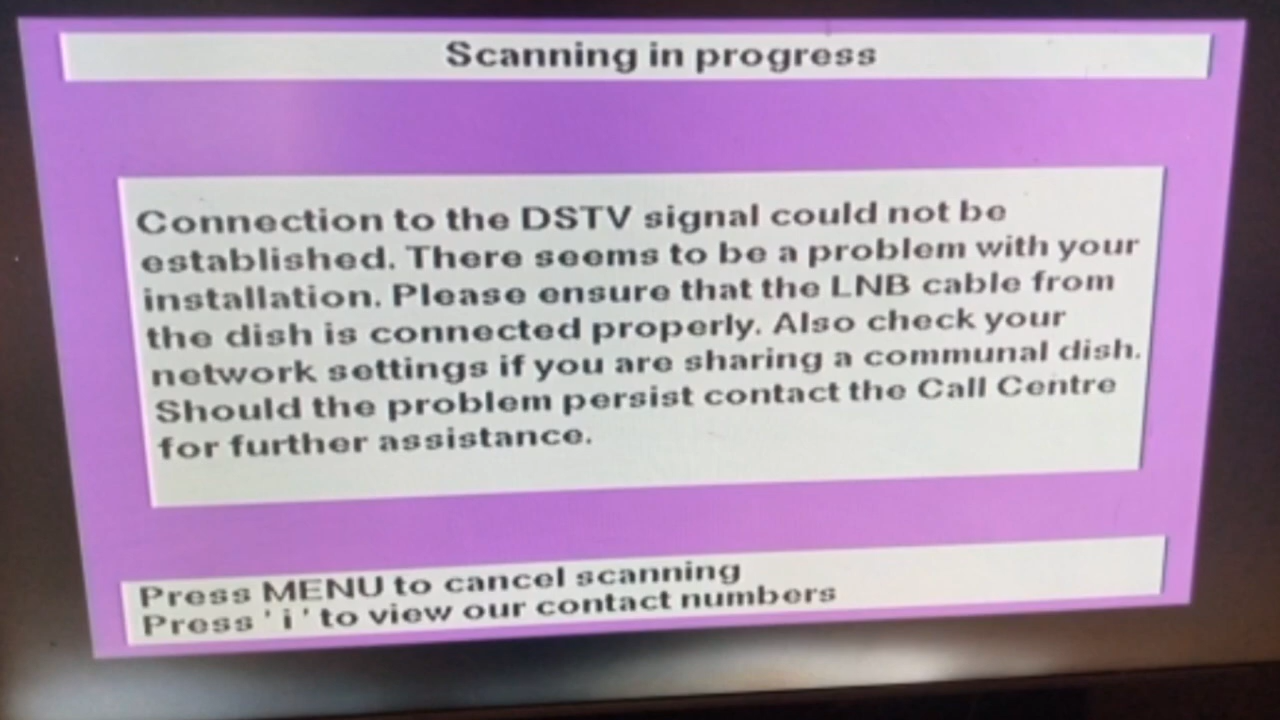 Scanning in progress
Connection to the DSTV signal could not be
established. There seems to be a problem with your
installation. Please ensure that the LNB cable from
the dish is connected properly. Also check your
network settings if you are sharing a communal dish.
Should the problem persist contact the Call Centre
for further assistance.
Press MENU to cancel scanning
Press ' i ' to view our contact numbers